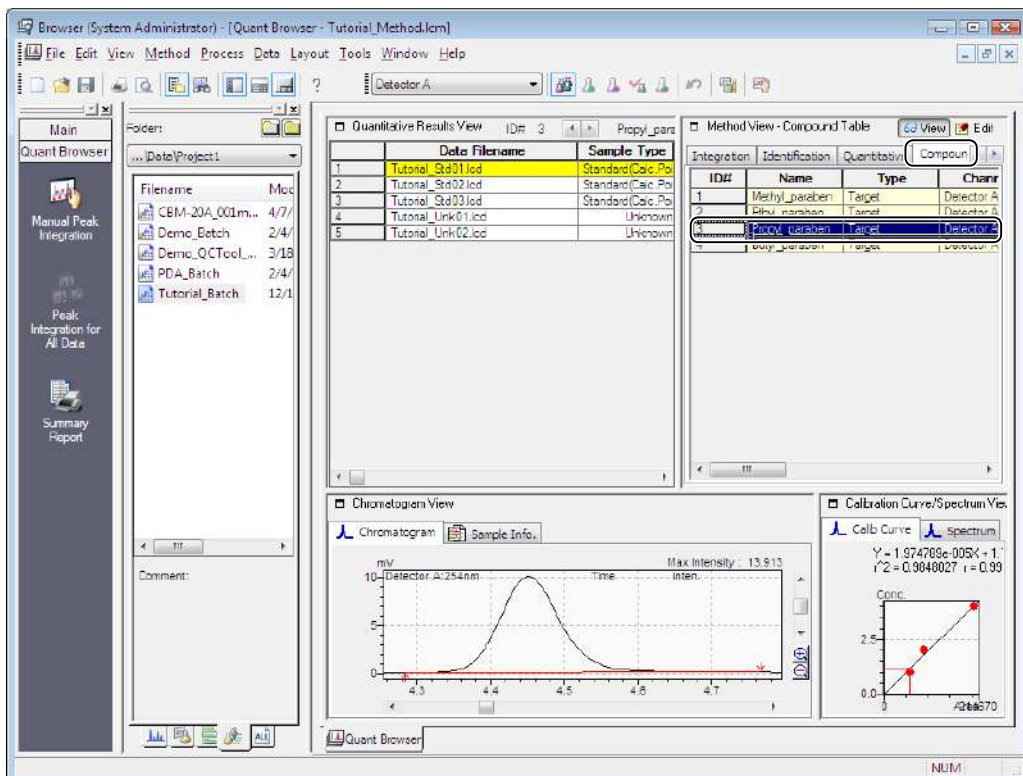 Browser (System Administrator) - [Quant Browser - Tutorial_Method.lcm]
File Edit View Method Process Data Layout Tools Window Help
Detector A
Main
Quant Browser
Manual Peak
Integration
Peak
Integration for
All Data
Summary
Report
Folder:
...\Data\Project1
Filename
CBM-20A_001m... 4/7/
Demo_Batch 2/4/
Demo_QCTool_... 3/18
PDA_Batch 2/4/
Tutorial_Batch 12/1
Comment:
Quantitative Results View ID# 3 Propyl_para
Data Filename Sample Type
1 Tutorial_Std01.lcd Standard(Calc.Poi
2 Tutorial_Std02.lcd Standard(Calc.Poi
3 Tutorial_Std03.lcd Standard(Calc.Poi
4 Tutorial_Unk01.lcd Unknown
5 Tutorial_Unk02.lcd Unknown
Method View - Compound Table View Edit
Integration Identification Quantitativ Compoun
ID# Name Type Chanr
1 Methyl_paraben Target Detector A
2 Ethyl_paraben Target Detector A
3 Propyl_paraben Target Detector A
4 Butyl_paraben Target Detector A
Chromatogram View
Chromatogram Sample Info.
mV Max Intensity : 13,913
Detector A:254nm Time Inten.
10
5
0
4.3 4.4 4.5 4.6 4.7
Calibration Curve/Spectrum Vie
Calib Curve Spectrum
Y = 1.974789e-005X + 1.
r^2 = 0.9848027 r = 0.99
Conc.
2.5
0.0
0
Quant Browser
NUM